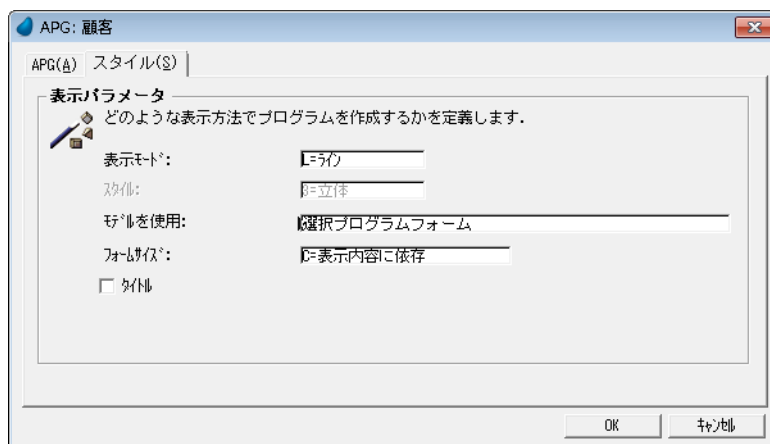 APG: 顧客
APG(A) スタイル(S)
表示パラメータ
どのような表示方法でプログラムを作成するかを定義します.
表示ﾓｰﾄﾞ: L=ﾗｲﾝ
ｽﾀｲﾙ: 3=立体
ﾓﾃﾞﾙを使用: 選択プログラムフォーム
ﾌｫｰﾑｻｲｽﾞ: C=表示内容に依存
ﾀｲﾄﾙ
OK ｷｬﾝｾﾙ